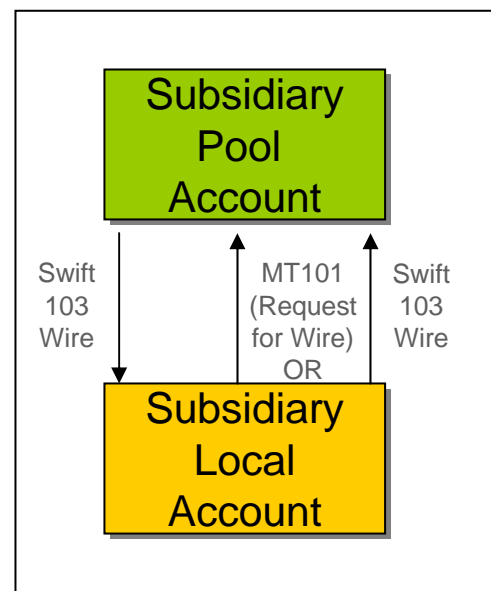 Subsidiary
Pool
Account
Swift
103
Wire
MT101
(Request
for Wire)
OR
Swift
103
Wire
Subsidiary
Local
Account